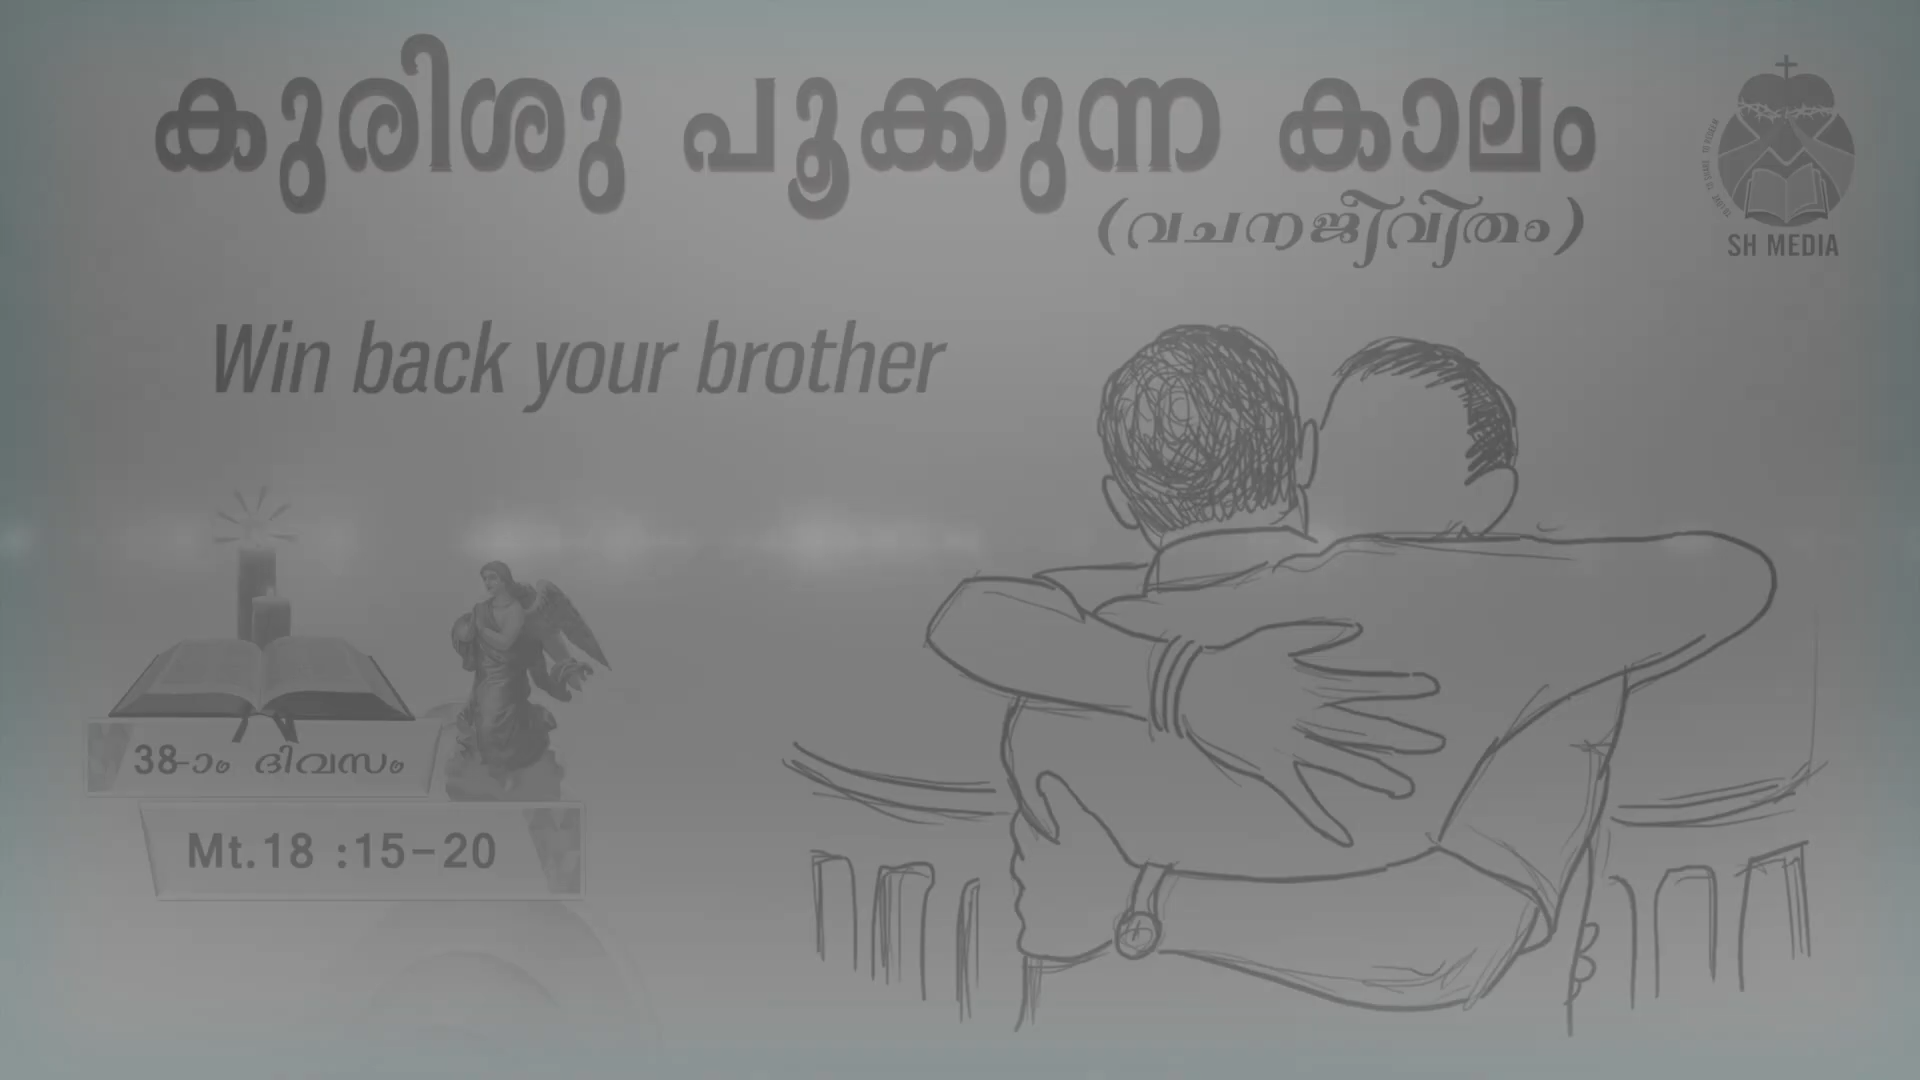 കുരിശു പൂക്കുന്ന കാലം
(വചനജീവിതം)
SH MEDIA
Win back your brother
38-ാം ദിവസം
Mt.18 :15-20